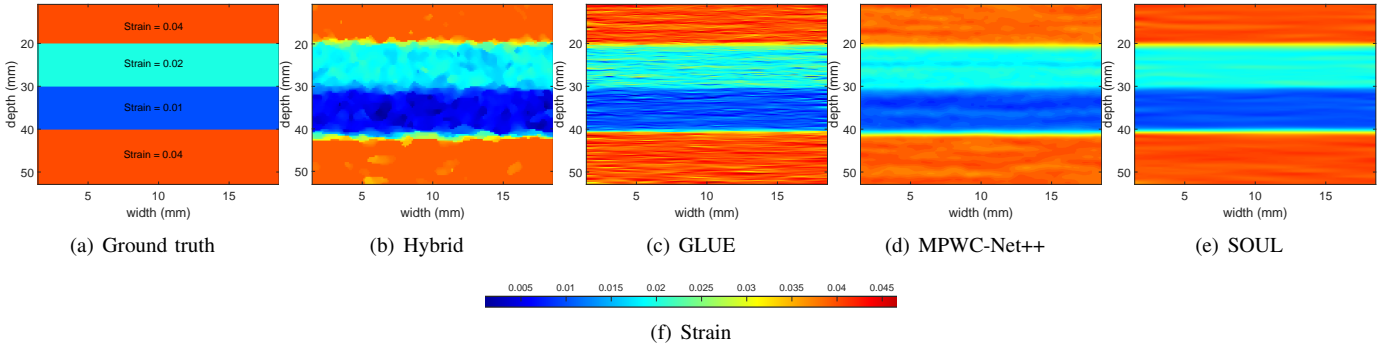 Strain = 0.04
Strain = 0.02
Strain = 0.01
Strain = 0.04
20
30
40
50
depth (mm)
5 10 15
width (mm)
(a) Ground truth
20
30
40
50
depth (mm)
5 10 15
width (mm)
(b) Hybrid
20
30
40
50
depth (mm)
5 10 15
width (mm)
(c) GLUE
20
30
40
50
depth (mm)
5 10 15
width (mm)
(d) MPWC-Net++
20
30
40
50
depth (mm)
5 10 15
width (mm)
(e) SOUL
0.005 0.01 0.015 0.02 0.025 0.03 0.035 0.04 0.045
(f) Strain